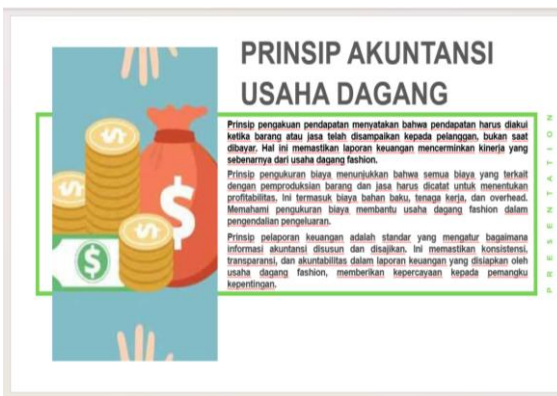 PRINSIP AKUNTANSI
USAHA DAGANG
Prinsip pengakuan pendapatan menyatakan bahwa pendapatan harus diakui
ketika barang atau jasa telah disampaikan kepada pelanggan, bukan saat
dibayar. Hal ini memastikan laporan keuangan mencerminkan kinerja yang
sebenarnya dari usaha dagang fashion.
Prinsip pengukuran biaya menunjukkan bahwa semua biaya yang terkait
dengan pemproduksian barang dan jasa harus dicatat untuk menentukan
profitabilitas. Ini termasuk biaya bahan baku, tenaga kerja, dan overhead.
Memahami pengukuran biaya membantu usaha dagang fashion dalam
pengendalian pengeluaran.
Prinsip pelaporan keuangan adalah standar yang mengatur bagaimana
informasi akuntansi disusun dan disajikan. Ini memastikan konsistensi,
transparansi, dan akuntabilitas dalam laporan keuangan yang disiapkan oleh
usaha dagang fashion, memberikan kepercayaan kepada pemangku
kepentingan.
PRESENTATION